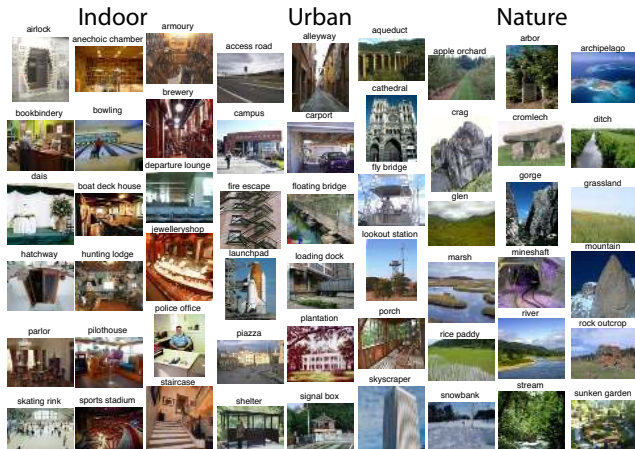 Indoor
Urban
Nature
airlock
anechoic chamber
armoury
bookbindery
bowling
brewery
departure lounge
dais
boat deck house
jewelleryshop
hatchway
hunting lodge
police office
parlor
pilothouse
staircase
skating rink
sports stadium
access road
alleyway
aqueduct
campus
carport
cathedral
fly bridge
fire escape
floating bridge
lookout station
launchpad
loading dock
porch
piazza
plantation
skyscraper
shelter
signal box
apple orchard
arbor
archipelago
crag
cromlech
ditch
glen
gorge
grassland
marsh
mineshaft
mountain
rice paddy
river
rock outcrop
snowbank
stream
sunken garden